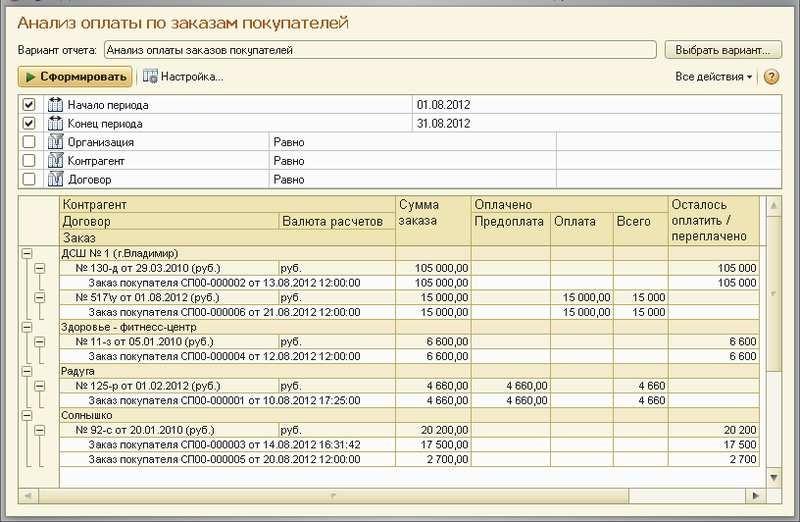 Анализ оплаты по заказам покупателей
Вариант отчета: Анализ оплаты заказов покупателей Выбрать вариант...
Сформировать Настройка... Все действия ?
Начало периода 01.08.2012
Конец периода 31.08.2012
Организация Равно
Контрагент Равно
Договор Равно
Контрагент Сумма заказа Оплачено Осталось оплатить / переплачено
Договор Валюта расчетов Предоплата Оплата Всего
Заказ
ДСШ № 1 (г.Владимир)
№ 130-д от 29.03.2010 (руб.) руб. 105 000,00 105 000
Заказ покупателя СП00-000002 от 13.08.2012 12:00:00 105 000,00 105 000
№ 517\у от 01.08.2012 (руб.) руб. 15 000,00 15 000,00 15 000
Заказ покупателя СП00-000006 от 21.08.2012 12:00:00 15 000,00 15 000,00 15 000
Здоровье - фитнесс-центр
№ 11-з от 05.01.2010 (руб.) руб. 6 600,00 6 600
Заказ покупателя СП00-000004 от 12.08.2012 12:00:00 6 600,00 6 600
Радуга
№ 125-р от 01.02.2012 (руб.) руб. 4 660,00 4 660,00 4 660
Заказ покупателя СП00-000001 от 10.08.2012 17:25:00 4 660,00 4 660,00 4 660
Солнышко
№ 92-с от 20.01.2010 (руб.) руб. 20 200,00 20 200
Заказ покупателя СП00-000003 от 14.08.2012 16:31:42 17 500,00 17 500
Заказ покупателя СП00-000005 от 20.08.2012 12:00:00 2 700,00 2 700